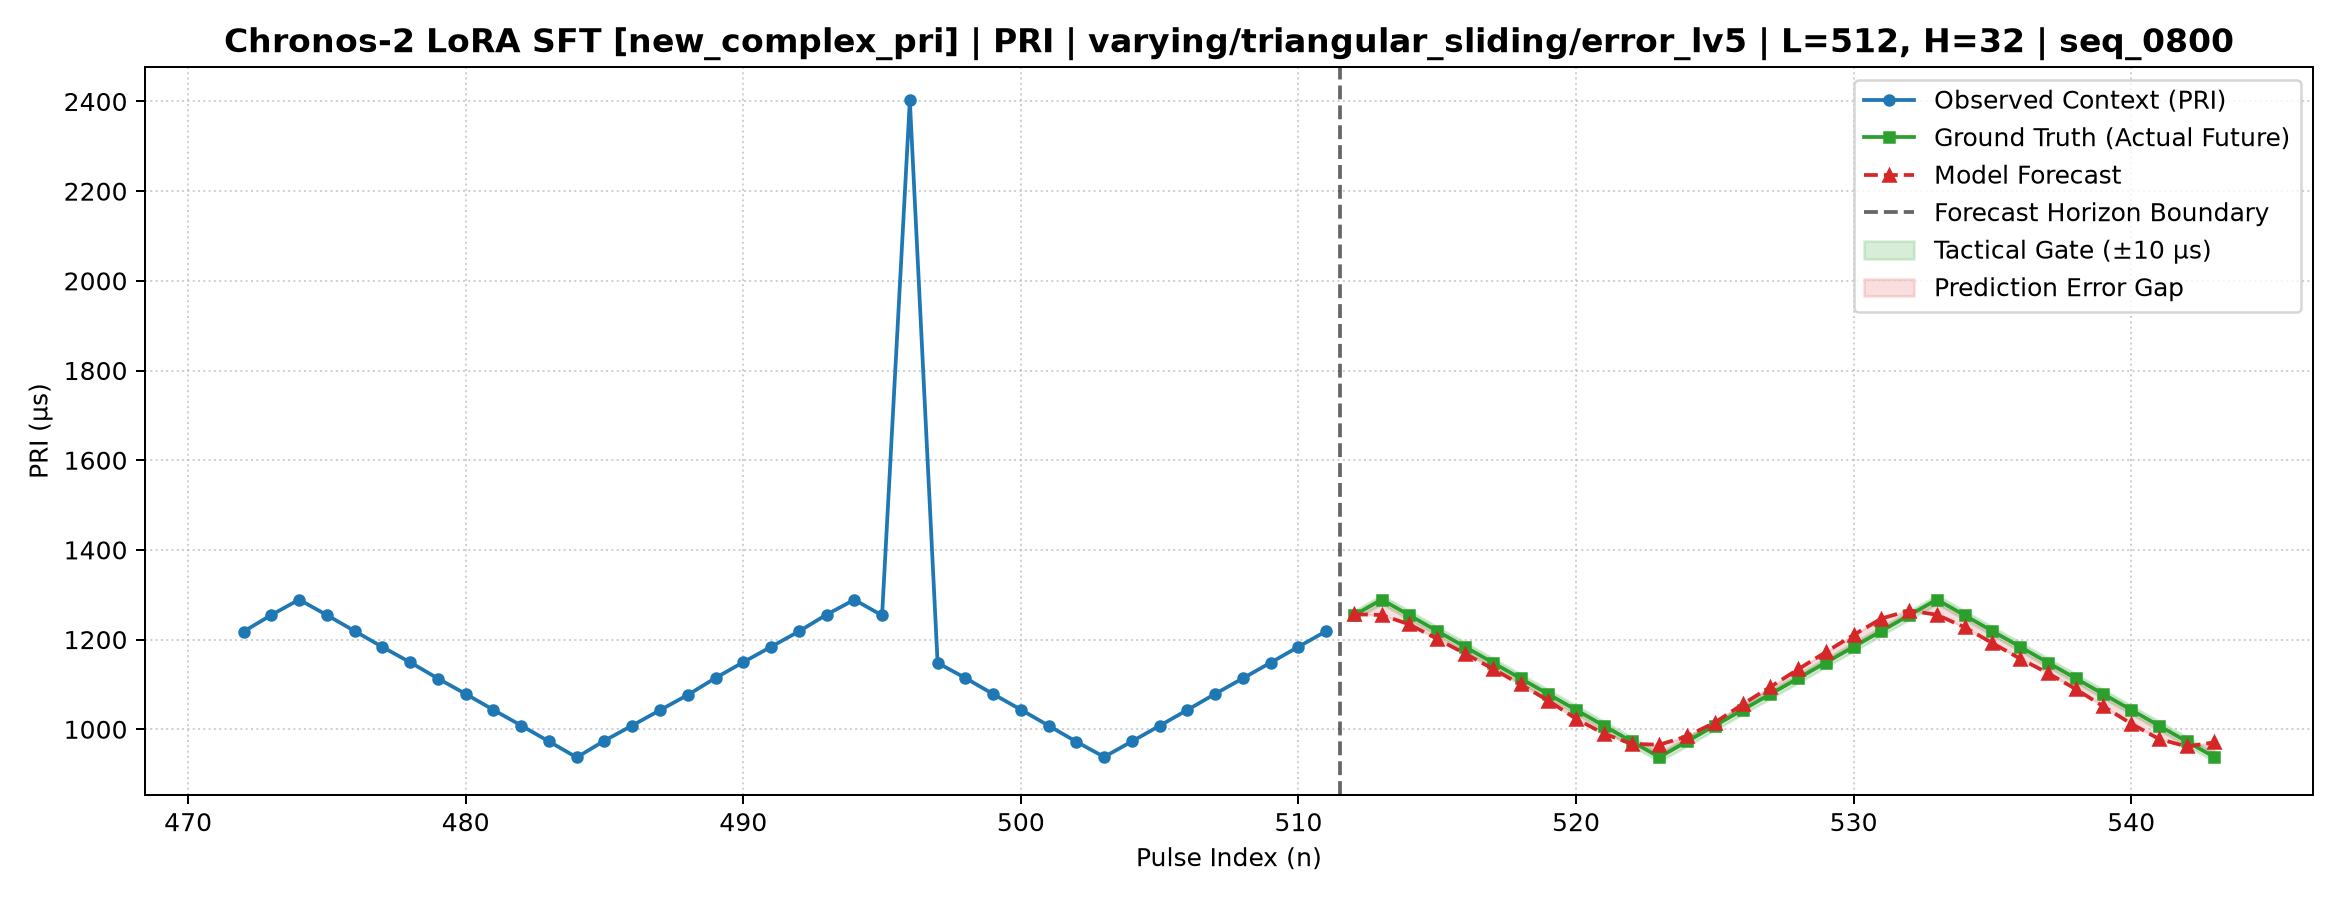 Chronos-2 LoRA SFT [new_complex_pri] | PRI | varying/triangular_sliding/error_lv5 | L=512, H=32 | seq_0800
Observed Context (PRI)
Ground Truth (Actual Future)
Model Forecast
Forecast Horizon Boundary
Tactical Gate (±10 µs)
Prediction Error Gap
PRI (µs)
2400
2200
2000
1800
1600
1400
1200
1000
470 480 490 500 510 520 530 540
Pulse Index (n)